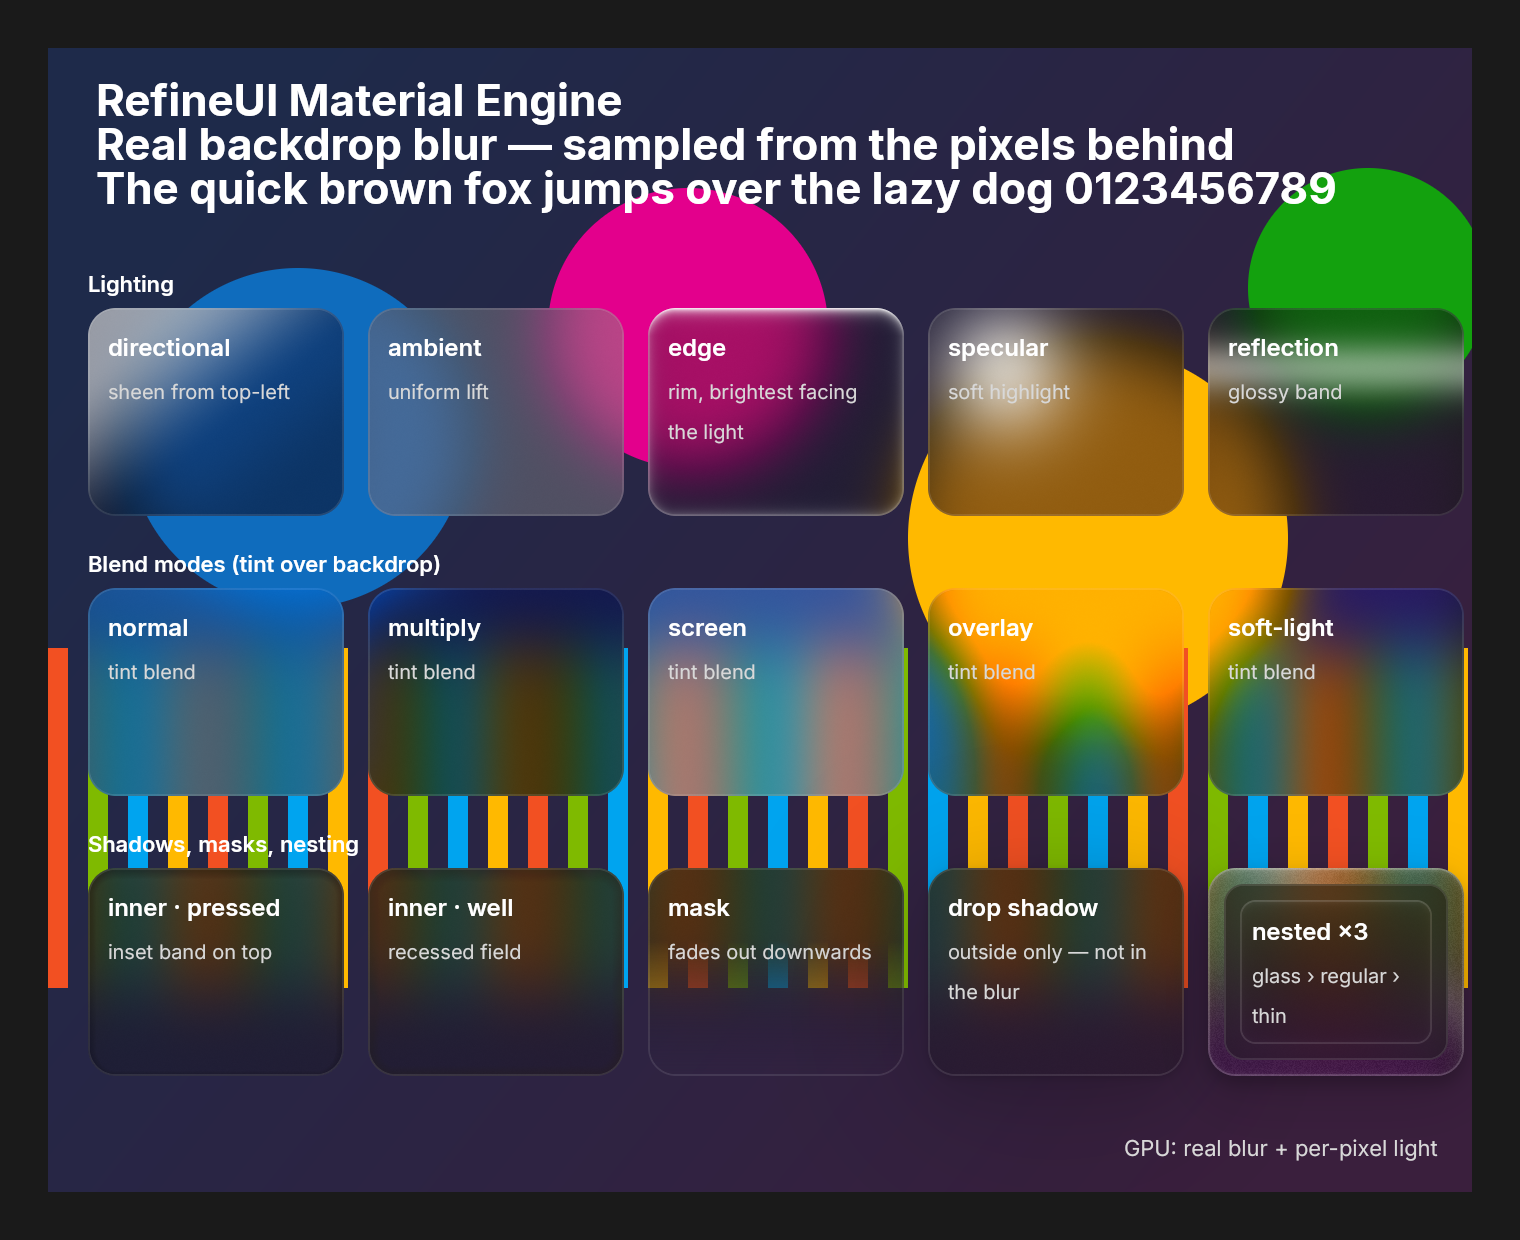 RefineUI Material Engine
Real backdrop blur — sampled from the pixels behind
The quick brown fox jumps over the lazy dog 0123456789
Lighting
directional
sheen from top-left
ambient
uniform lift
edge
rim, brightest facing
the light
specular
soft highlight
reflection
glossy band
Blend modes (tint over backdrop)
normal
tint blend
multiply
tint blend
screen
tint blend
overlay
tint blend
soft-light
tint blend
Shadows, masks, nesting
inner · pressed
inset band on top
inner · well
recessed field
mask
fades out downwards
drop shadow
outside only — not in
the blur
nested ×3
glass › regular ›
thin
GPU: real blur + per-pixel light